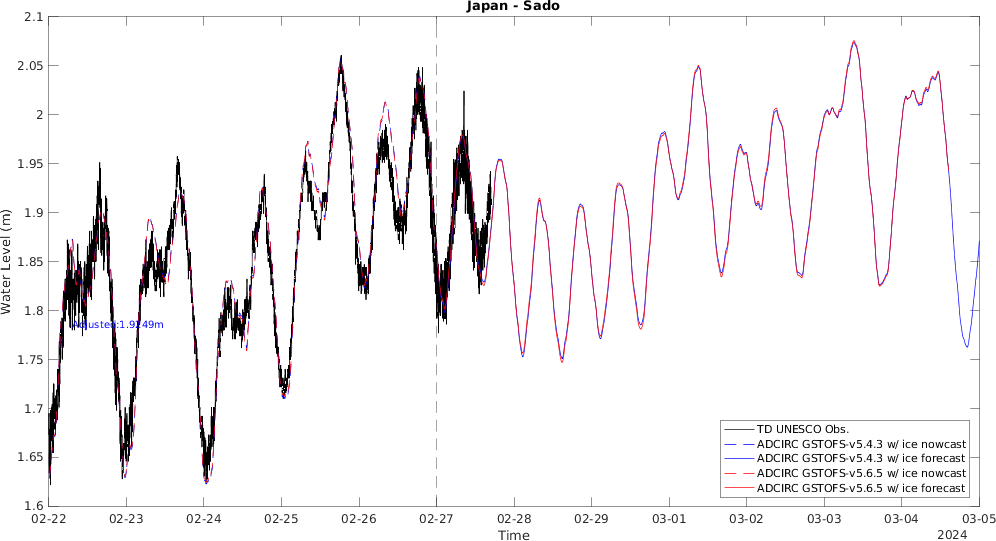 Japan - Sado
2.1
2.05
2
1.95
1.9
1.85
1.8
1.75
1.7
1.65
1.6
Water Level (m)
Adjusted:1.9249m
TD UNESCO Obs.
ADCIRC GSTOFS-v5.4.3 w/ ice nowcast
ADCIRC GSTOFS-v5.4.3 w/ ice forecast
ADCIRC GSTOFS-v5.6.5 w/ ice nowcast
ADCIRC GSTOFS-v5.6.5 w/ ice forecast
02-22 02-23 02-24 02-25 02-26 02-27 02-28 02-29 03-01 03-02 03-03 03-04 03-05
Time
2024